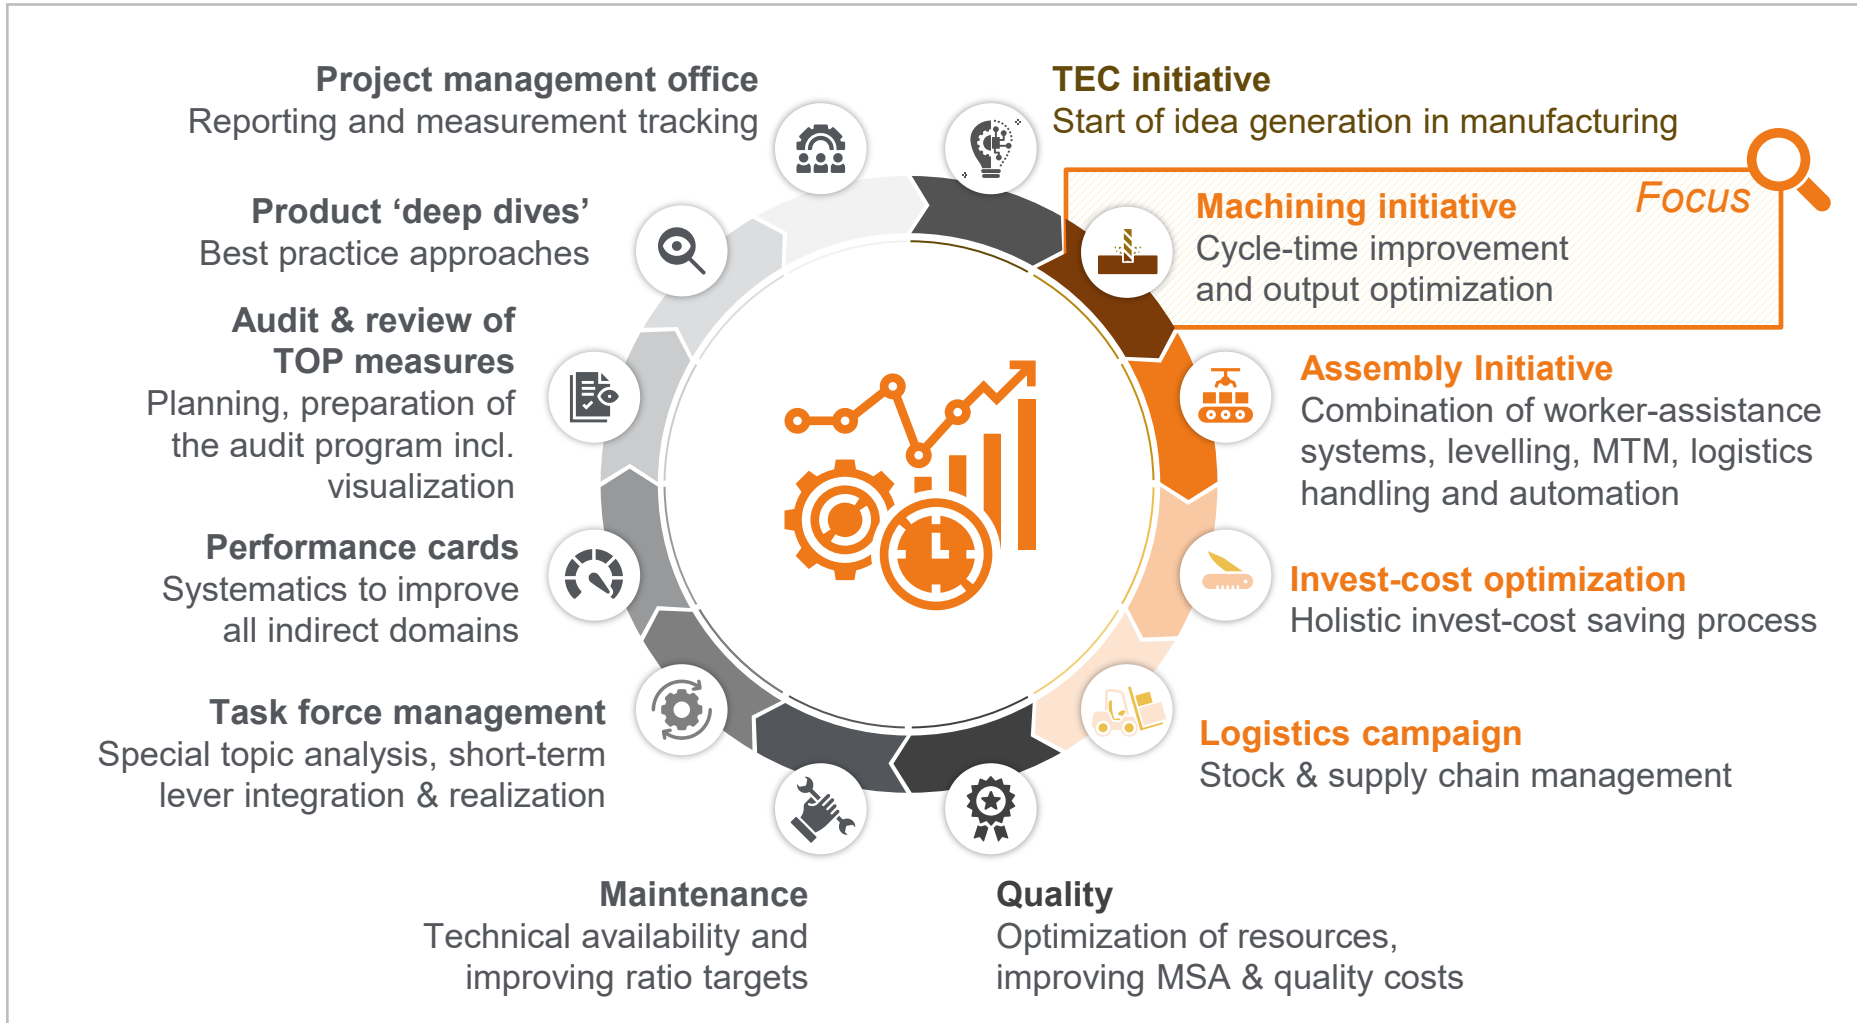 Project management office
Reporting and measurement tracking
TEC initiative
Start of idea generation in manufacturing
Focus
Machining initiative
Cycle-time improvement
and output optimization
Assembly Initiative
Combination of worker-assistance
systems, levelling, MTM, logistics
handling and automation
Invest-cost optimization
Holistic invest-cost saving process
Logistics campaign
Stock & supply chain management
Quality
Optimization of resources,
improving MSA & quality costs
Maintenance
Technical availability and
improving ratio targets
Task force management
Special topic analysis, short-term
lever integration & realization
Performance cards
Systematics to improve
all indirect domains
Audit & review of
TOP measures
Planning, preparation of
the audit program incl.
visualization
Product ‘deep dives’
Best practice approaches